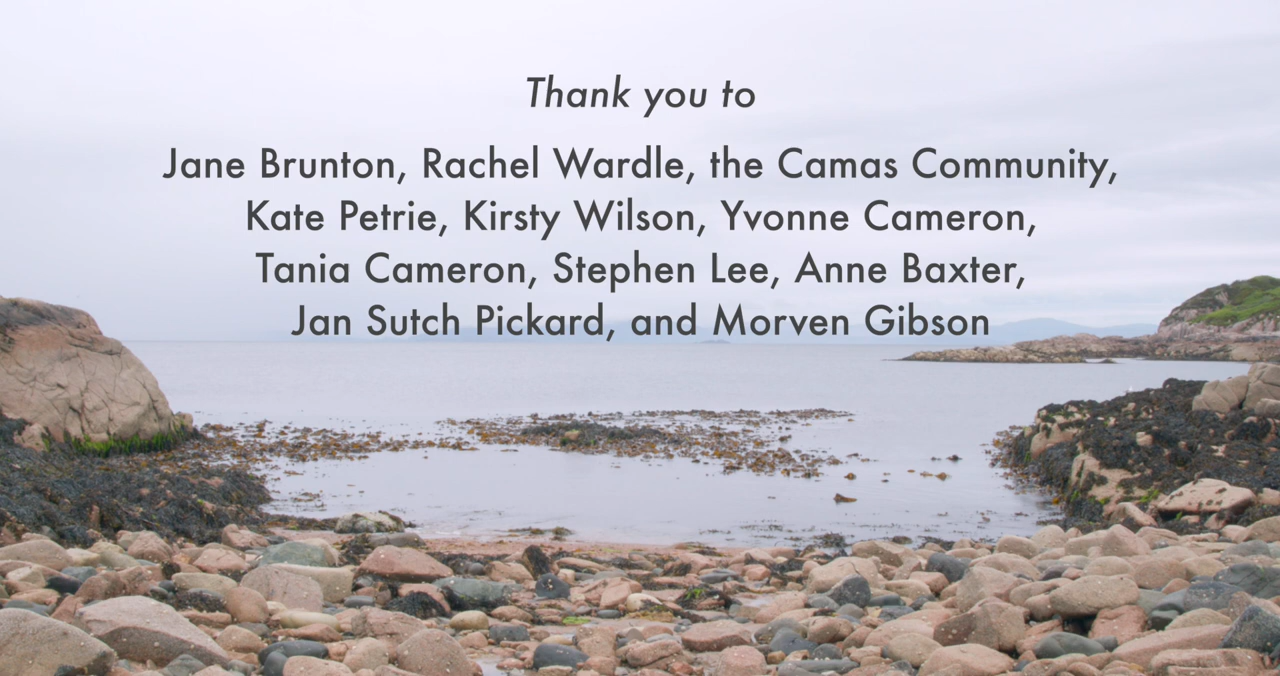 Thank you to
Jane Brunton, Rachel Wardle, the Camas Community,
Kate Petrie, Kirsty Wilson, Yvonne Cameron,
Tania Cameron, Stephen Lee, Anne Baxter,
Jan Sutch Pickard, and Morven Gibson